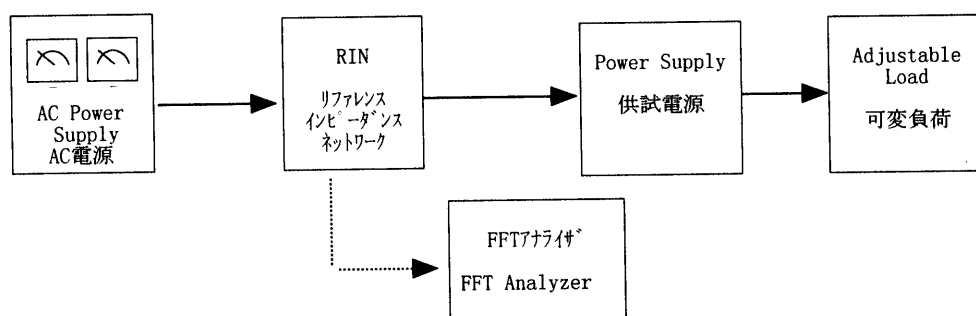 AC Power
Supply
AC電源
RIN
リファレンス
インピーダンス
ネットワーク
Power Supply
供試電源
Adjustable
Load
可変負荷
FFTアナライザ
FFT Analyzer